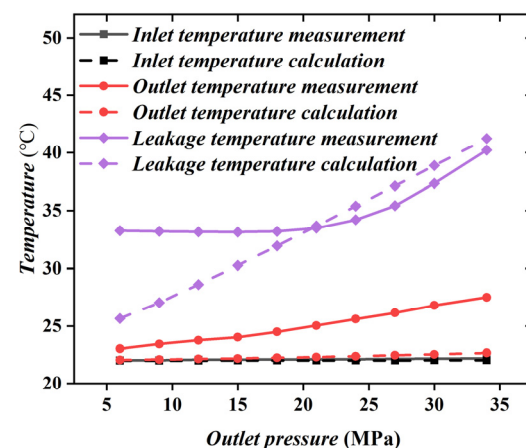 Inlet temperature measurement
Inlet temperature calculation
Outlet temperature measurement
Outlet temperature calculation
Leakage temperature measurement
Leakage temperature calculation
Temperature (℃)
50
45
40
35
30
25
20
5 10 15 20 25 30 35
Outlet pressure (MPa)